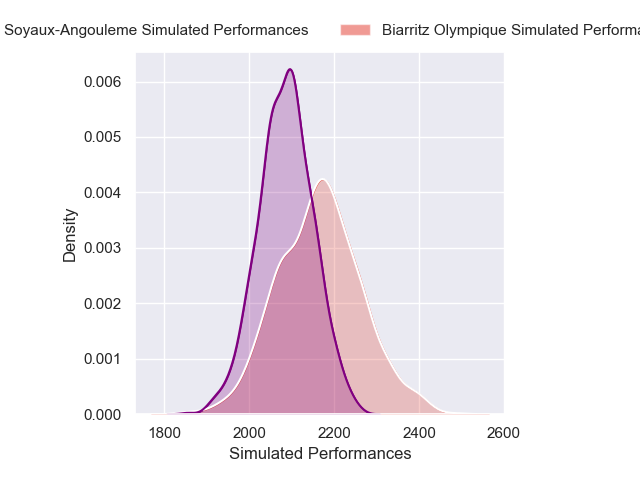 Soyaux-Angouleme Simulated Performances
Biarritz Olympique Simulated Performa
0.006
0.005
0.004
0.003
0.002
0.001
0.000
Density
1800 2000 2200 2400 2600
Simulated Performances